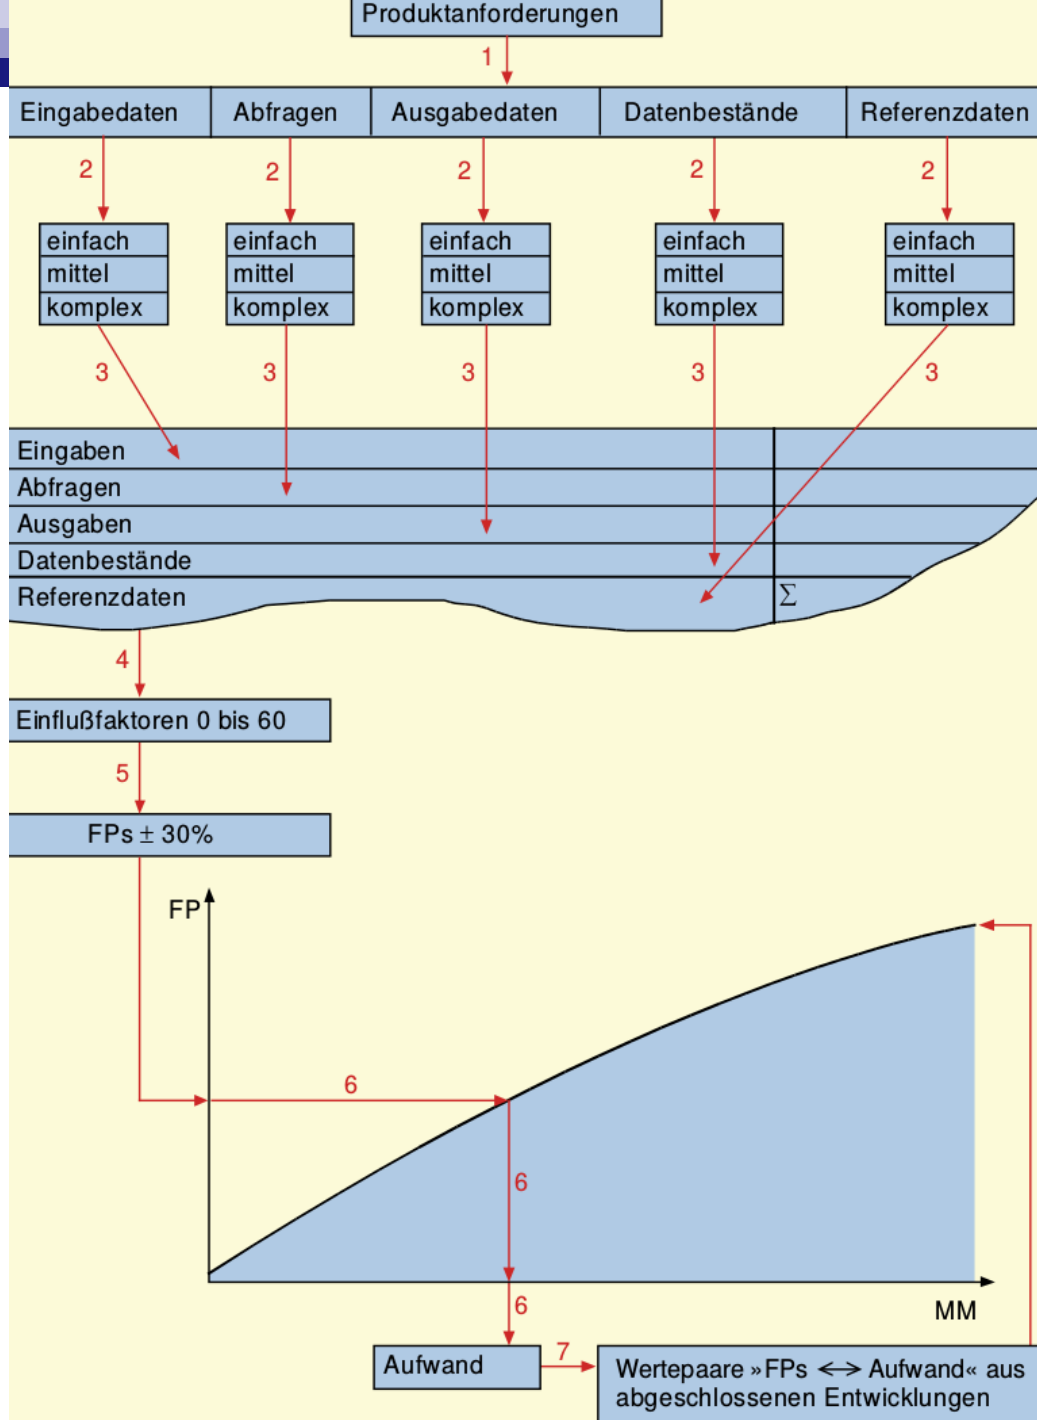 Produktanforderungen
1
Eingabedaten Abfragen Ausgabedaten Datenbestände Referenzdaten
2 2 2 2 2
einfach einfach einfach einfach einfach
mittel mittel mittel mittel mittel
komplex komplex komplex komplex komplex
3 3 3 3 3
Eingaben
Abfragen
Ausgaben
Datenbestände
Referenzdaten Σ
4
Einflußfaktoren 0 bis 60
5
FPs ± 30%
FP
6
6
6
MM
Aufwand
7
Wertepaare »FPs <-> Aufwand« aus
abgeschlossenen Entwicklungen